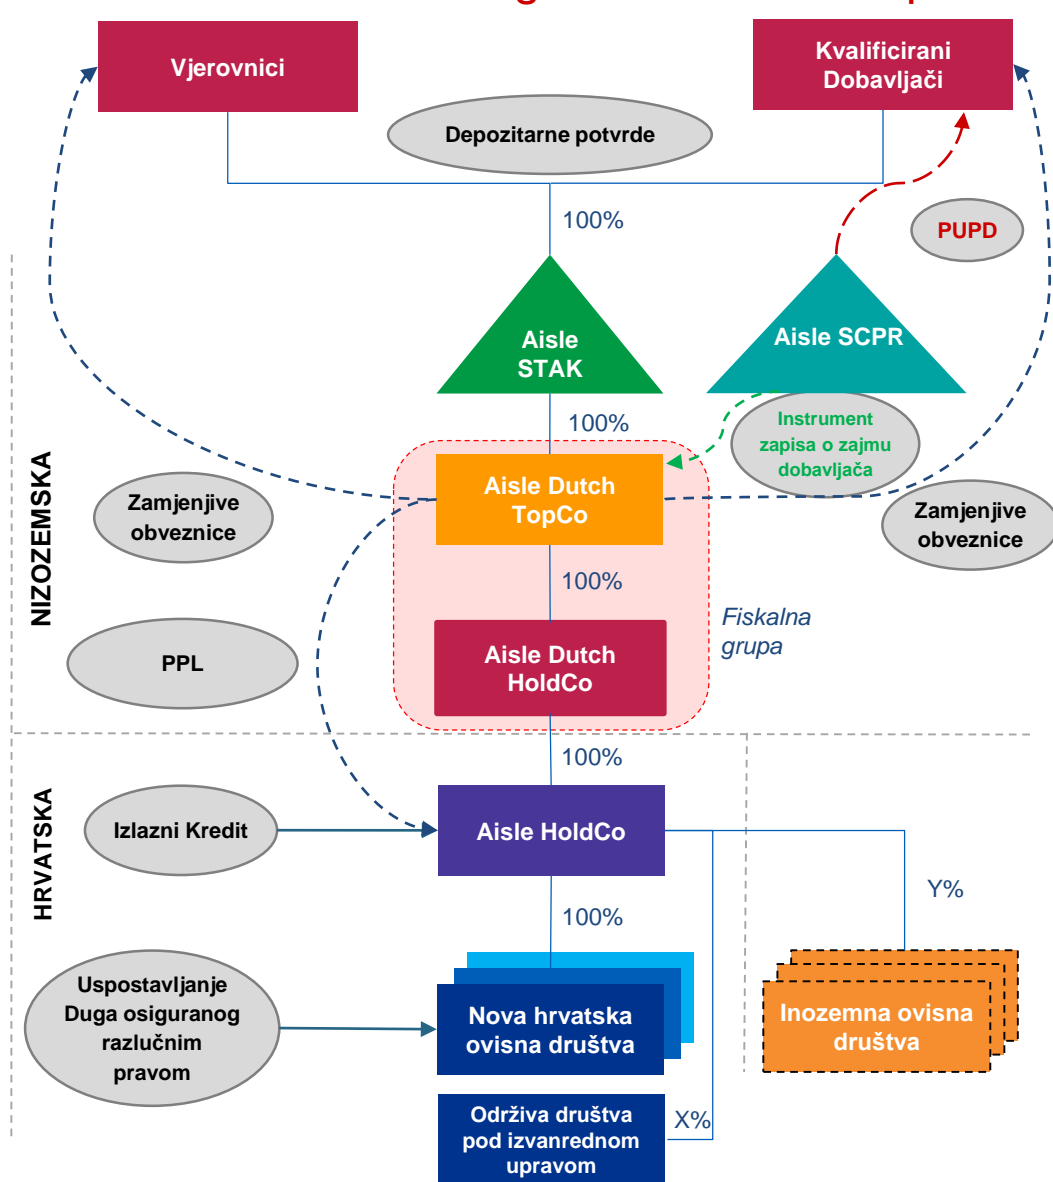 Vjerovnici
Kvalificirani
Dobavljači
Depozitarne potvrde
100%
PUPD
Aisle
STAK
Aisle SCPR
100%
Instrument
zapisa o zajmu
dobavljača
NIZOZEMSKA
Zamjenjive
obveznice
Aisle Dutch
TopCo
Zamjenjive
obveznice
100%
Fiskalna
grupa
PPL
Aisle Dutch
HoldCo
100%
HRVATSKA
Izlazni Kredit
Aisle HoldCo
Y%
100%
Uspostavljanje
Duga osiguranog
razlučnim
pravom
Nova hrvatska
ovisna društva
Inozemna ovisna
društva
Održiva društva
pod izvanrednom
upravom
X%